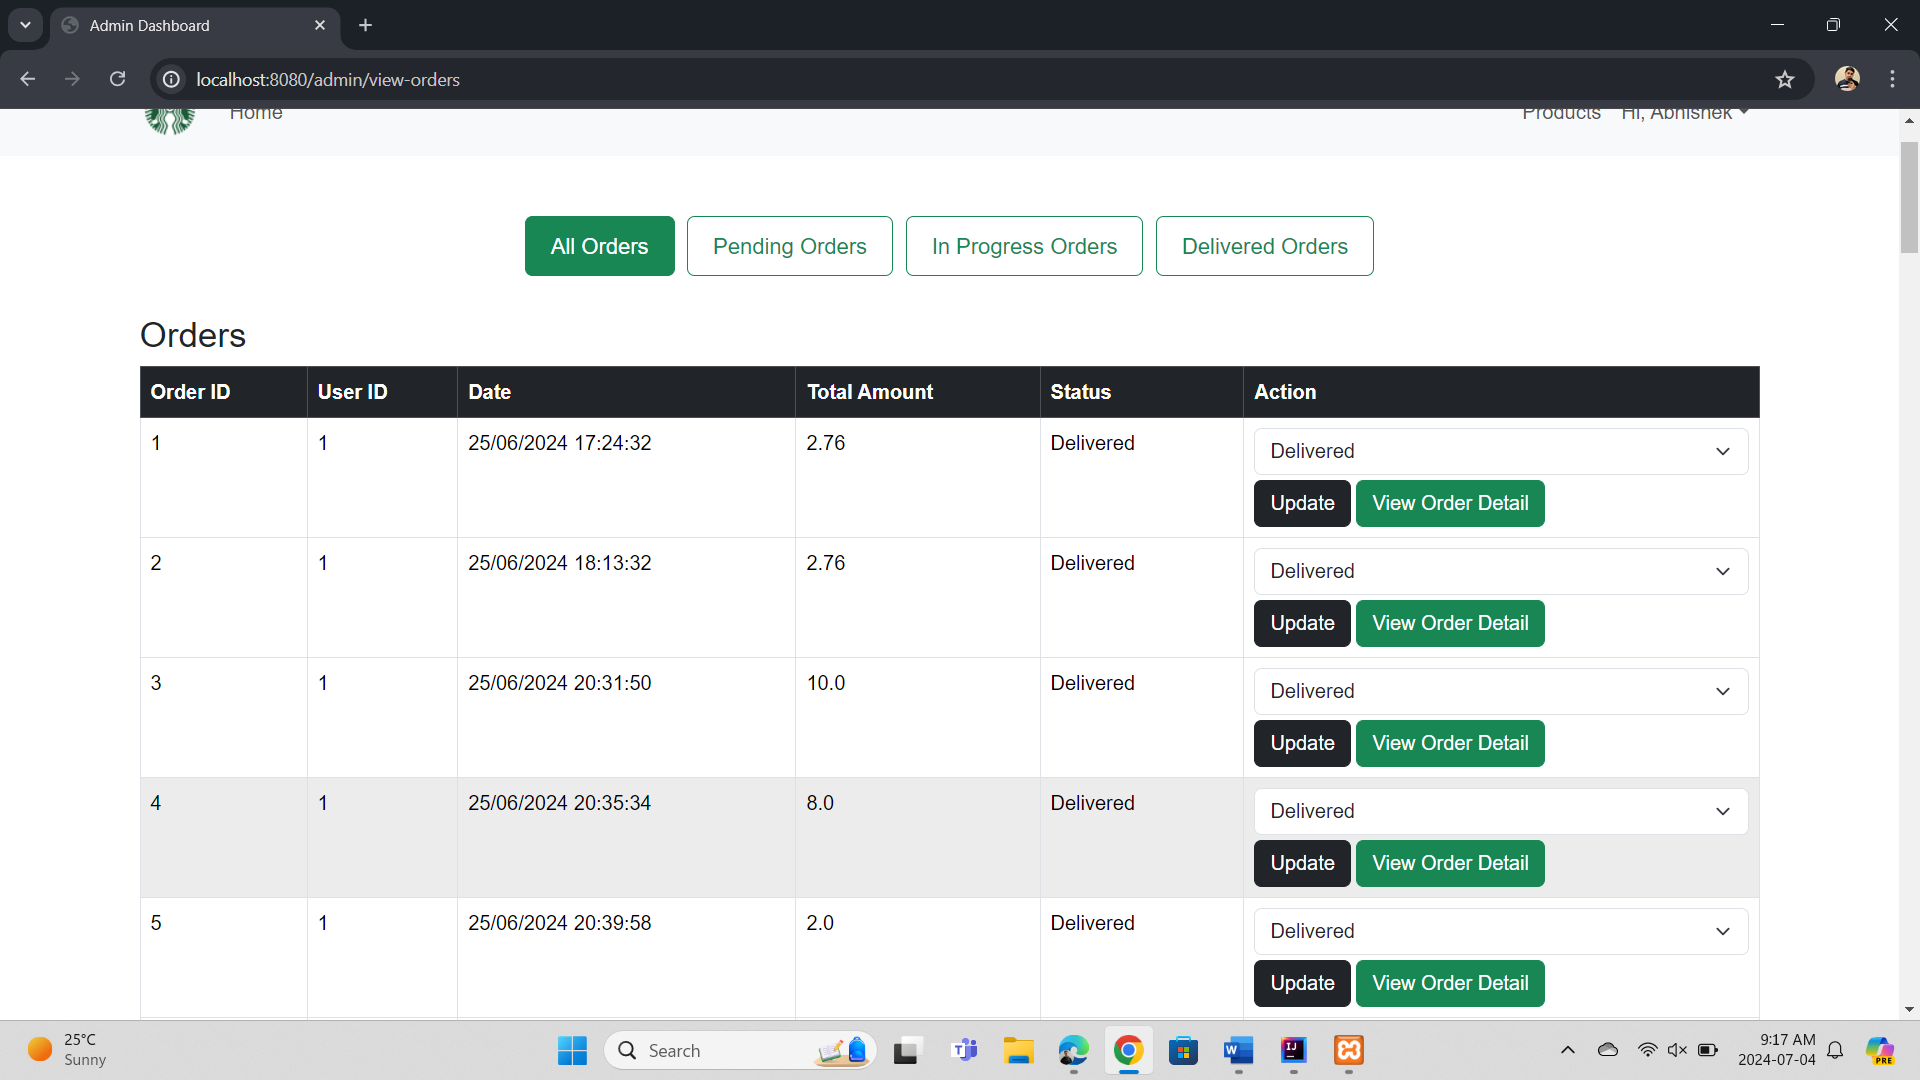 Admin Dashboard
localhost:8080/admin/view-orders
Home Products Hi, Abhishek
All Orders Pending Orders In Progress Orders Delivered Orders
Orders
Order ID User ID Date Total Amount Status Action
1 1 25/06/2024 17:24:32 2.76 Delivered Delivered
Update View Order Detail
2 1 25/06/2024 18:13:32 2.76 Delivered Delivered
Update View Order Detail
3 1 25/06/2024 20:31:50 10.0 Delivered Delivered
Update View Order Detail
4 1 25/06/2024 20:35:34 8.0 Delivered Delivered
Update View Order Detail
5 1 25/06/2024 20:39:58 2.0 Delivered Delivered
Update View Order Detail
25°C
Sunny
Search
9:17 AM
2024-07-04
PRE